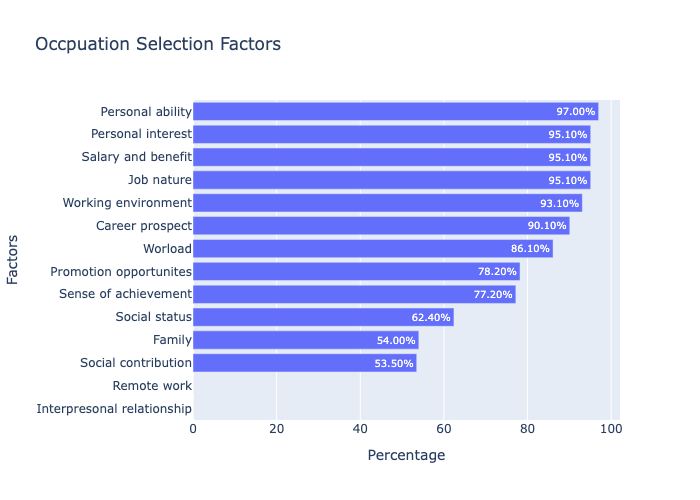 Occpuation Selection Factors
Factors
Personal ability 97.00%
Personal interest 95.10%
Salary and benefit 95.10%
Job nature 95.10%
Working environment 93.10%
Career prospect 90.10%
Worload 86.10%
Promotion opportunites 78.20%
Sense of achievement 77.20%
Social status 62.40%
Family 54.00%
Social contribution 53.50%
Remote work
Interpresonal relationship
0 20 40 60 80 100
Percentage